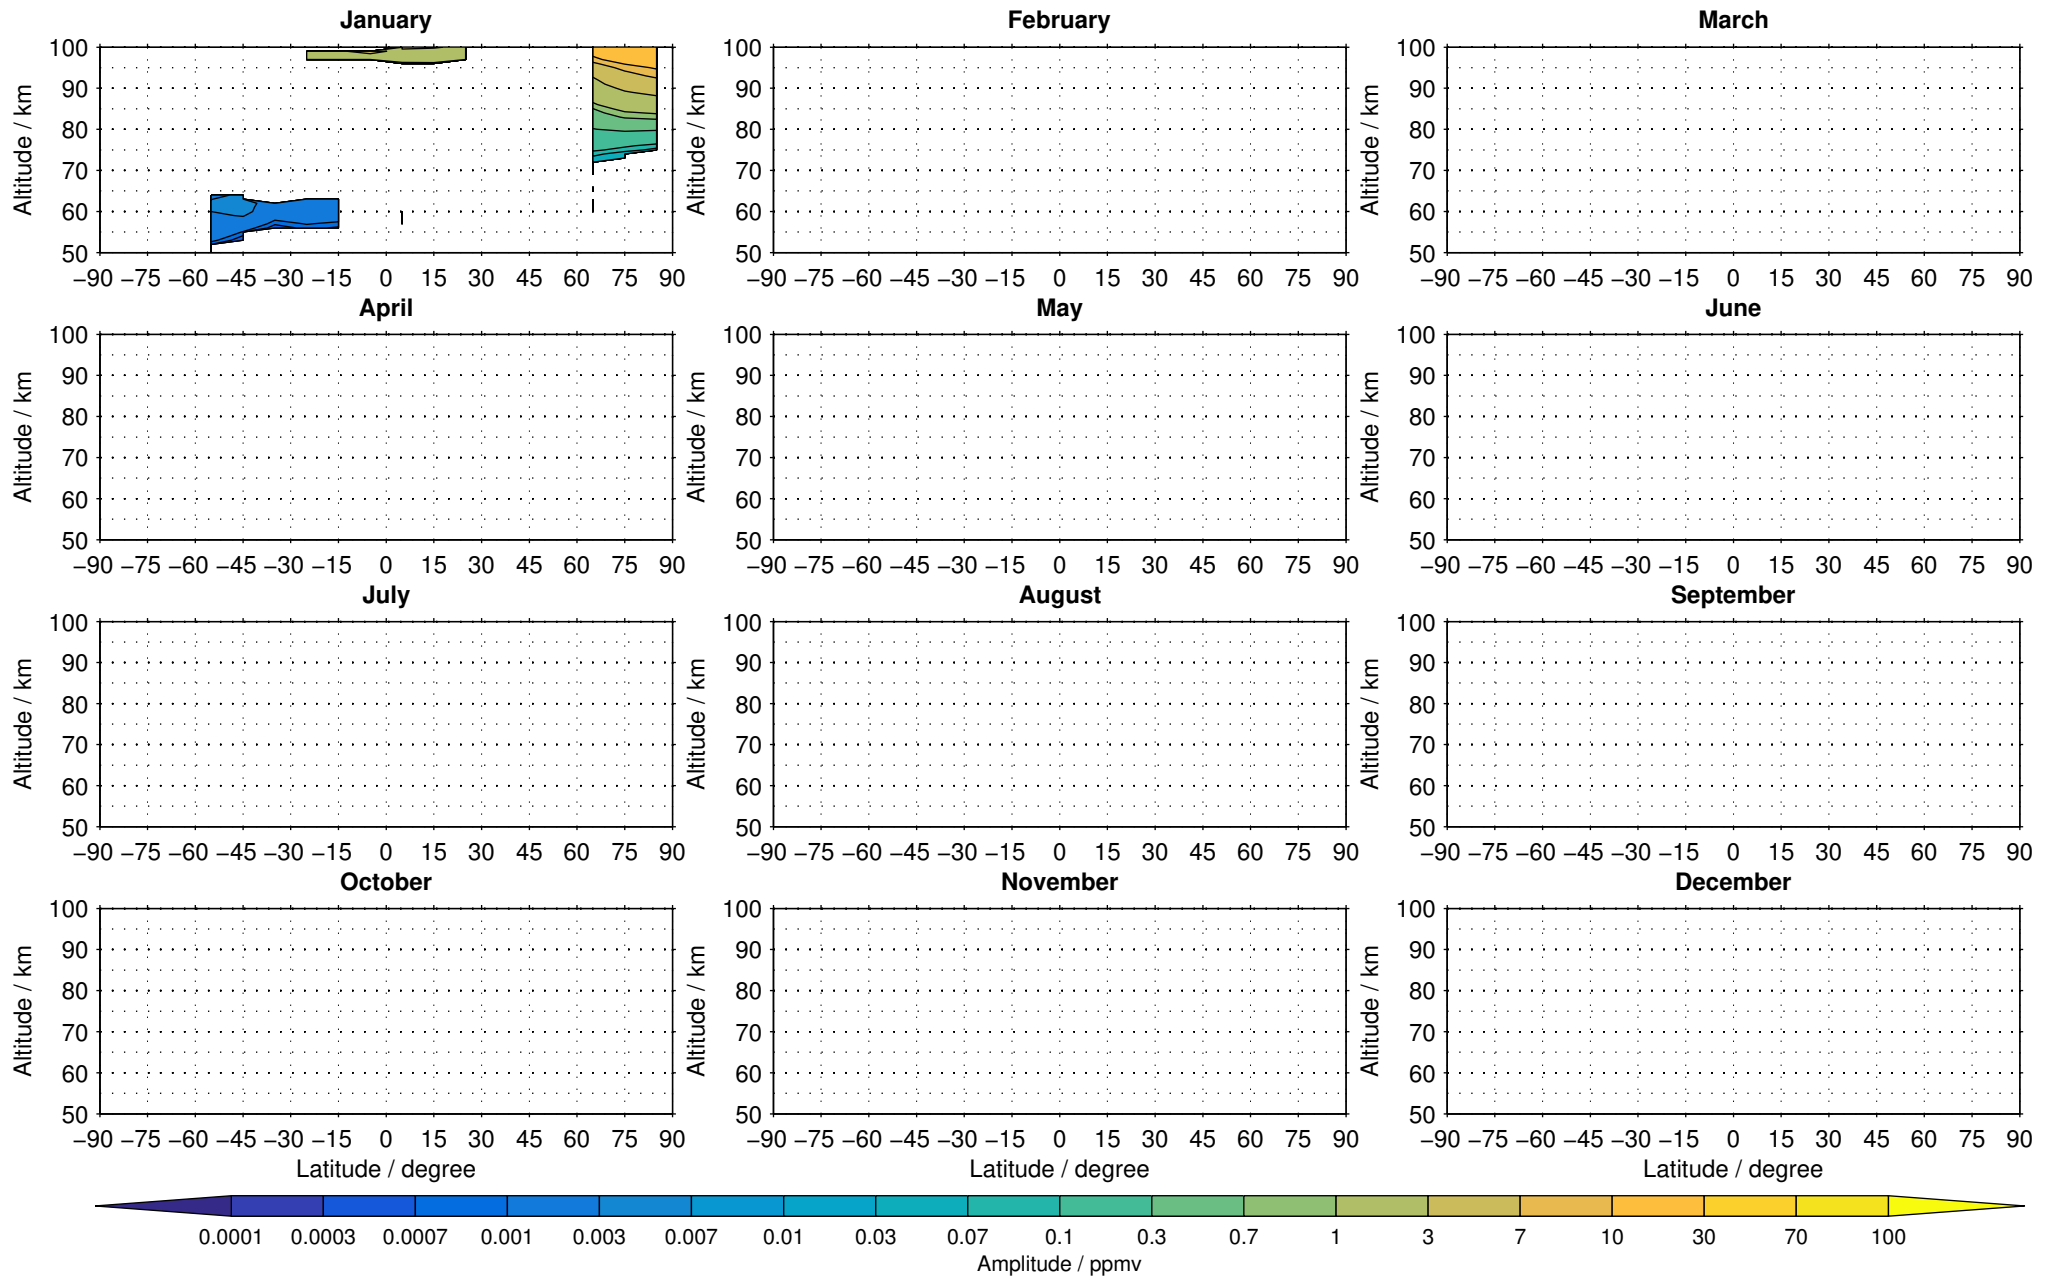 January February March
100 100 100
90 90 90
80 80 80
70 70 70
60 60 60
50 50 50
Altitude / km Altitude / km Altitude / km
−90 −75 −60 −45 −30 −15 0 15 30 45 60 75 90 −90 −75 −60 −45 −30 −15 0 15 30 45 60 75 90 −90 −75 −60 −45 −30 −15 0 15 30 45 60 75 90
April May June
100 100 100
90 90 90
80 80 80
70 70 70
60 60 60
50 50 50
Altitude / km Altitude / km Altitude / km
−90 −75 −60 −45 −30 −15 0 15 30 45 60 75 90 −90 −75 −60 −45 −30 −15 0 15 30 45 60 75 90 −90 −75 −60 −45 −30 −15 0 15 30 45 60 75 90
July August September
100 100 100
90 90 90
80 80 80
70 70 70
60 60 60
50 50 50
Altitude / km Altitude / km Altitude / km
−90 −75 −60 −45 −30 −15 0 15 30 45 60 75 90 −90 −75 −60 −45 −30 −15 0 15 30 45 60 75 90 −90 −75 −60 −45 −30 −15 0 15 30 45 60 75 90
October November December
100 100 100
90 90 90
80 80 80
70 70 70
60 60 60
50 50 50
Altitude / km Altitude / km Altitude / km
−90 −75 −60 −45 −30 −15 0 15 30 45 60 75 90 −90 −75 −60 −45 −30 −15 0 15 30 45 60 75 90 −90 −75 −60 −45 −30 −15 0 15 30 45 60 75 90
Latitude / degree Latitude / degree Latitude / degree
0.0001 0.0003 0.0007 0.001 0.003 0.007 0.01 0.03 0.07 0.1 0.3 0.7 1 3 7 10 30 70 100
Amplitude / ppmv